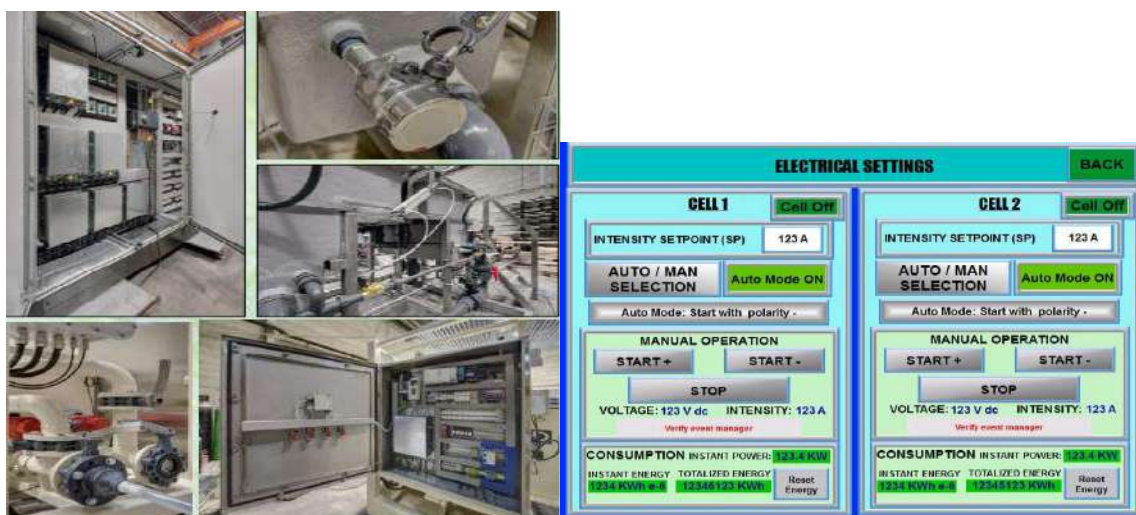 ELECTRICAL SETTINGS
BACK
CELL 1
Cell Off
INTENSITY SETPOINT (SP)
123 A
AUTO / MAN
SELECTION
Auto Mode ON
Auto Mode: Start with polarity -
MANUAL OPERATION
START +
START -
STOP
VOLTAGE: 123 V dc INTENSITY: 123 A
Verify event manager
CONSUMPTION INSTANT POWER: 123.4 KW
INSTANT ENERGY TOTALIZED ENERGY
1234 KWh e-6 12345123 KWh
Reset
Energy
CELL 2
Cell Off
INTENSITY SETPOINT (SP)
123 A
AUTO / MAN
SELECTION
Auto Mode ON
Auto Mode: Start with polarity -
MANUAL OPERATION
START +
START -
STOP
VOLTAGE: 123 V dc INTENSITY: 123 A
Verify event manager
CONSUMPTION INSTANT POWER: 123.4 KW
INSTANT ENERGY TOTALIZED ENERGY
1234 KWh e-6 12345123 KWh
Reset
Energy